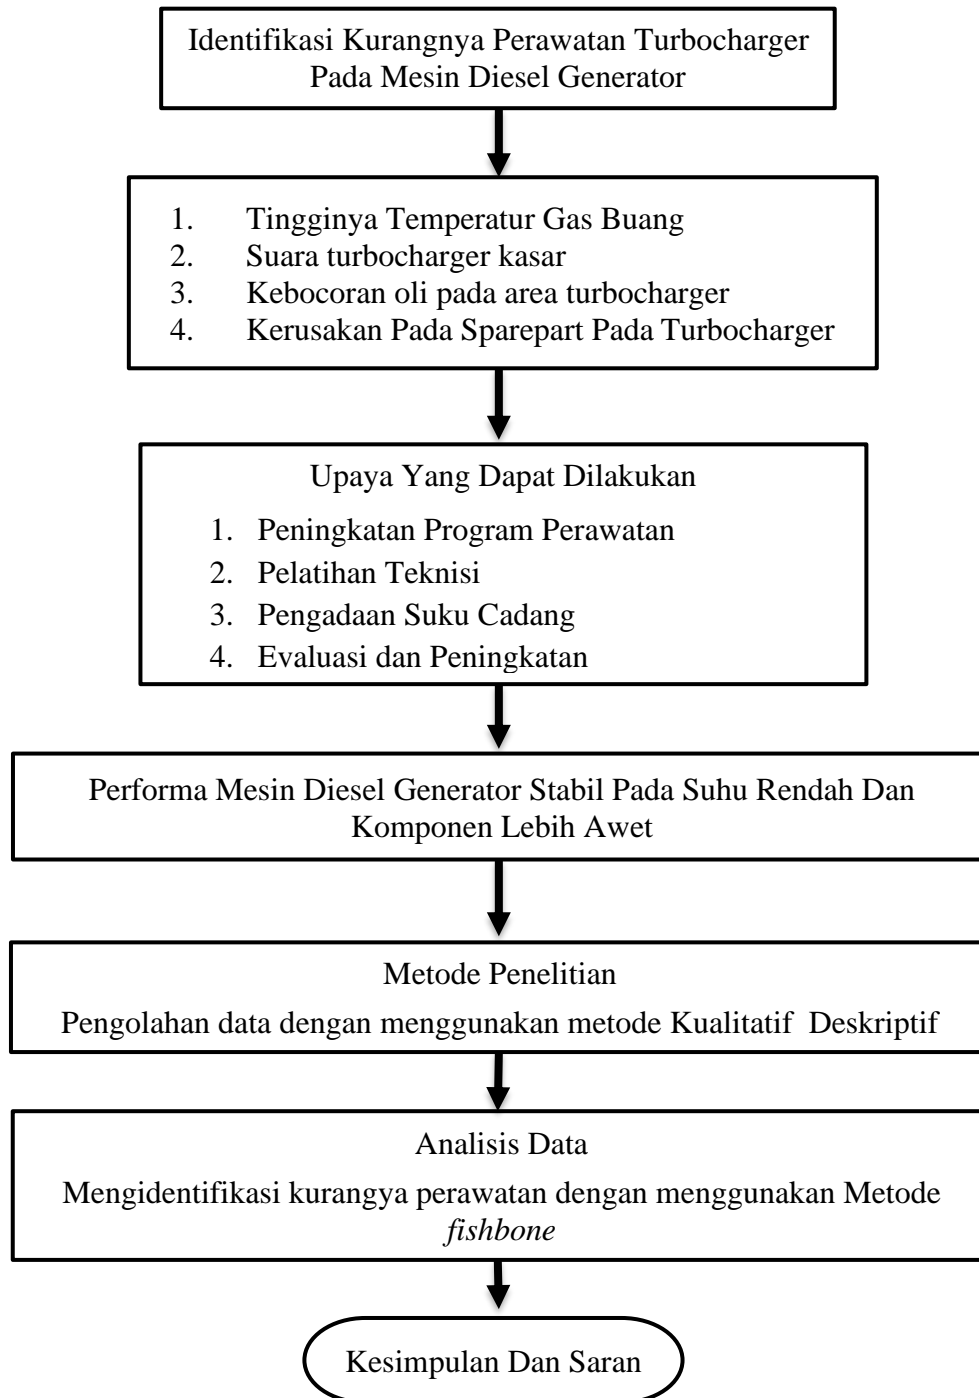 Identifikasi Kurangnya Perawatan Turbocharger
Pada Mesin Diesel Generator
1. Tingginya Temperatur Gas Buang
2. Suara turbocharger kasar
3. Kebocoran oli pada area turbocharger
4. Kerusakan Pada Sparepart Pada Turbocharger
Upaya Yang Dapat Dilakukan
1. Peningkatan Program Perawatan
2. Pelatihan Teknisi
3. Pengadaan Suku Cadang
4. Evaluasi dan Peningkatan
Performa Mesin Diesel Generator Stabil Pada Suhu Rendah Dan
Komponen Lebih Awet
Metode Penelitian
Pengolahan data dengan menggunakan metode Kualitatif Deskriptif
Analisis Data
Mengidentifikasi kurangya perawatan dengan menggunakan Metode
fishbone
Kesimpulan Dan Saran